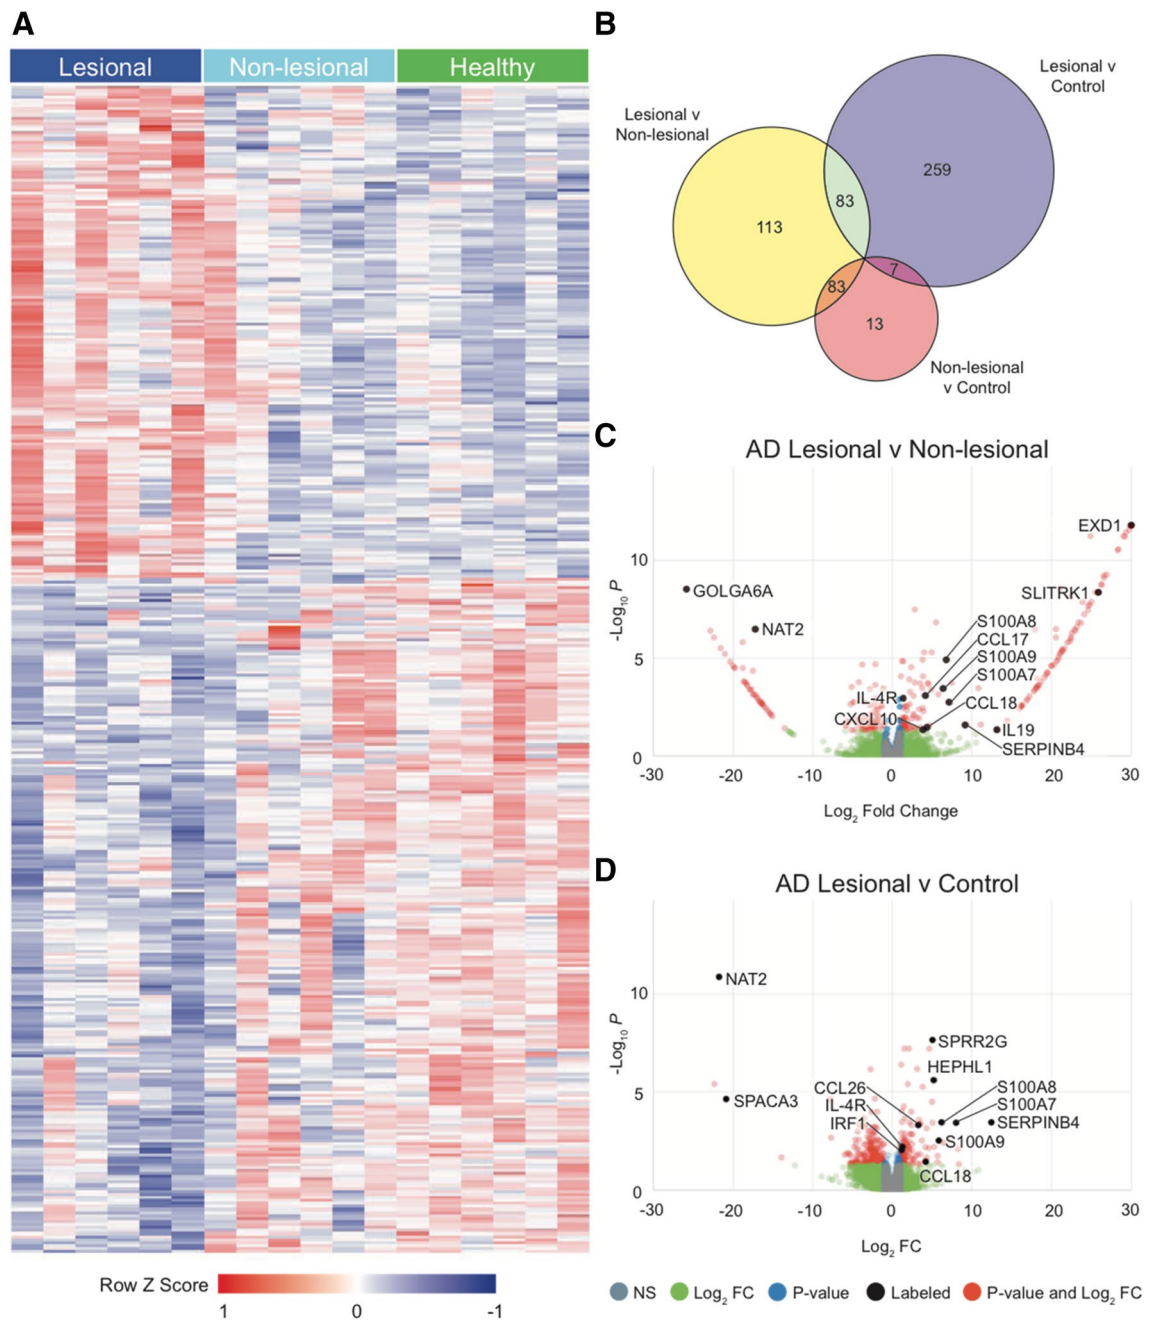 A
Lesional
Non-lesional
Healthy
Row Z Score
1
0
-1
B
Lesional v
Control
Lesional v
Non-lesional
259
83
113
7
83
13
Non-lesional
v Control
C
AD Lesional v Non-lesional
EXD1
10
GOLGA6A
SLITRK1
-Log10 P
NAT2
S100A8
CCL17
5
S100A9
S100A7
IL-4R
CCL18
CXCL10
IL19
SERPINB4
0
-30
-20
-10
0
10
20
30
Log2 Fold Change
D
AD Lesional v Control
NAT2
10
-Log10 P
SPRR2G
HEPHL1
5
CCL26
S100A8
SPACA3
IL-4R
S100A7
IRF1
SERPINB4
S100A9
CCL18
0
-30
-20
-10
0
10
20
30
Log2 FC
NS
Log2 FC
P-value
Labeled
P-value and Log2 FC